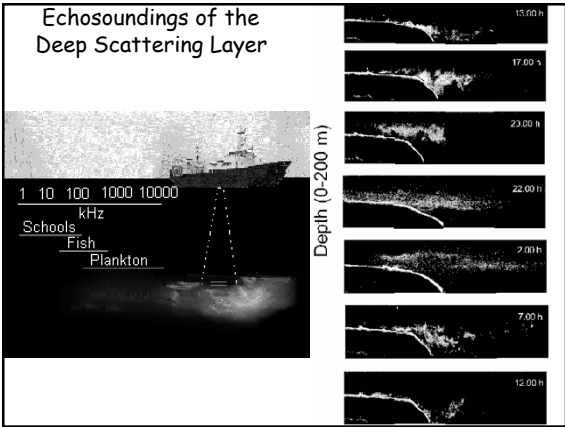 Echosoundings of the
Deep Scattering Layer
1 10 100 1000 10000
kHz
Schools
Fish
Plankton
Depth (0-200 m)
13.00 h
17.00 h
20.00 h
22.00 h
2.00 h
7.00 h
12.00 h